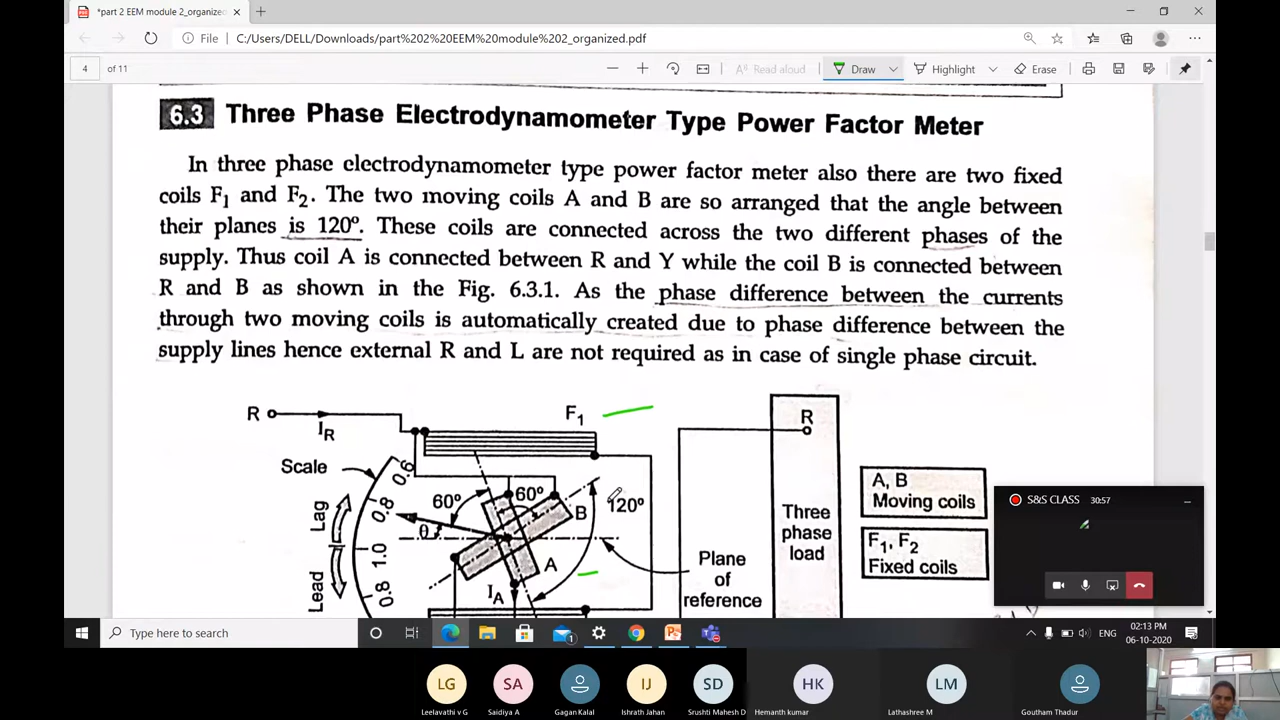 *part 2 EEM module 2_organized
File
C:/Users/DELL/Downloads/part%202%20EEM%20module%202_organized.pdf
4 of 11
Read aloud
Draw
Highlight
Erase
6.3 Three Phase Electrodynamometer Type Power Factor Meter
In three phase electrodynamometer type power factor meter also there are two fixed
coils F1 and F2. The two moving coils A and B are so arranged that the angle between
their planes is 120°. These coils are connected across the two different phases of the
supply. Thus coil A is connected between R and Y while the coil B is connected between
R and B as shown in the Fig. 6.3.1. As the phase difference between the currents
through two moving coils is automatically created due to phase difference between the
supply lines hence external R and L are not required as in case of single phase circuit.
R
IR
F1
Scale
0.6
0.8
1.0
0.8
Lag
Lead
60°
60°
θ
B
120°
A
IA
Plane
of
reference
R
Three
phase
load
A, B
Moving coils
F1, F2
Fixed coils
S&S CLASS 30:57
Type here to search
1
ENG
02:13 PM
06-10-2020
LG
SA
IJ
SD
HK
LM
Leelavathi v G
Saidiya A
Gagan Kalal
Ishrath Jahan
Srushti Mahesh D
Hemanth kumar
Lathashree M
Goutham Thadur